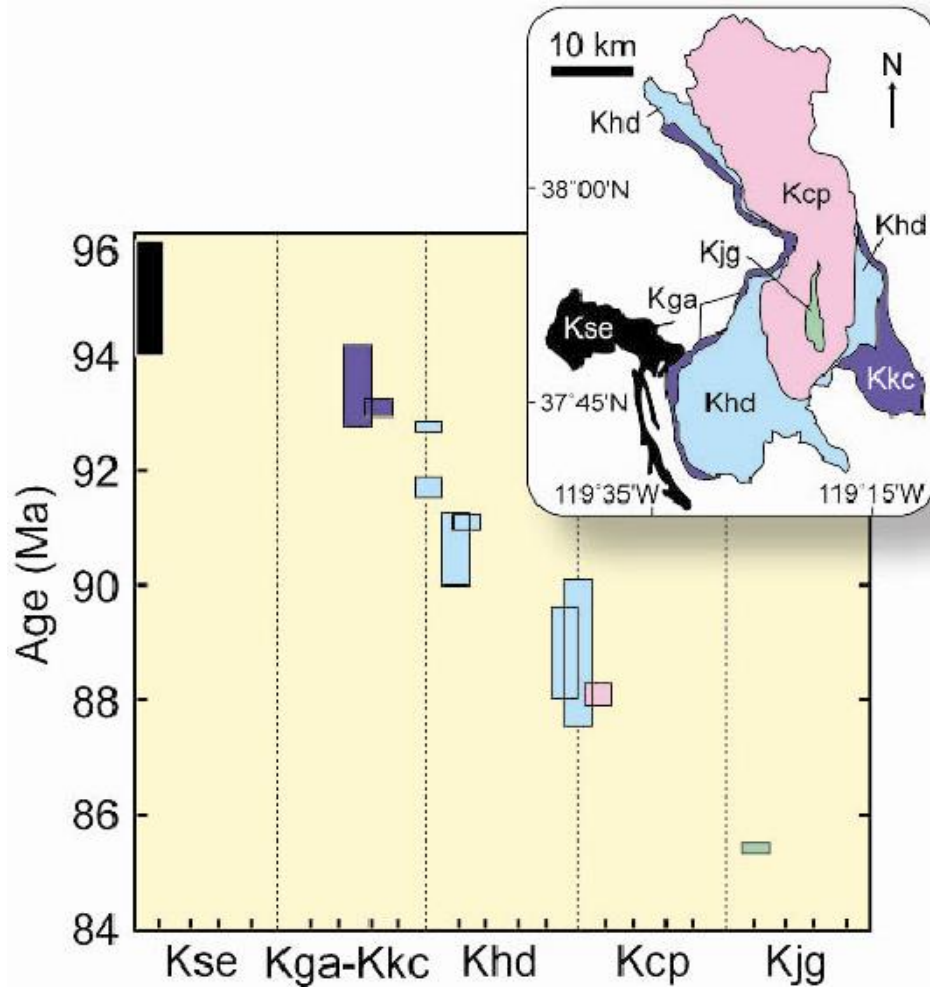 10 km
N
Khd
38°00'N
Kcp
Khd
Kjg
Kga
Kse
Kkc
37°45'N
Khd
119°35'W
119°15'W
96
94
92
90
88
86
84
Age (Ma)
Kse
Kga-Kkc
Khd
Kcp
Kjg